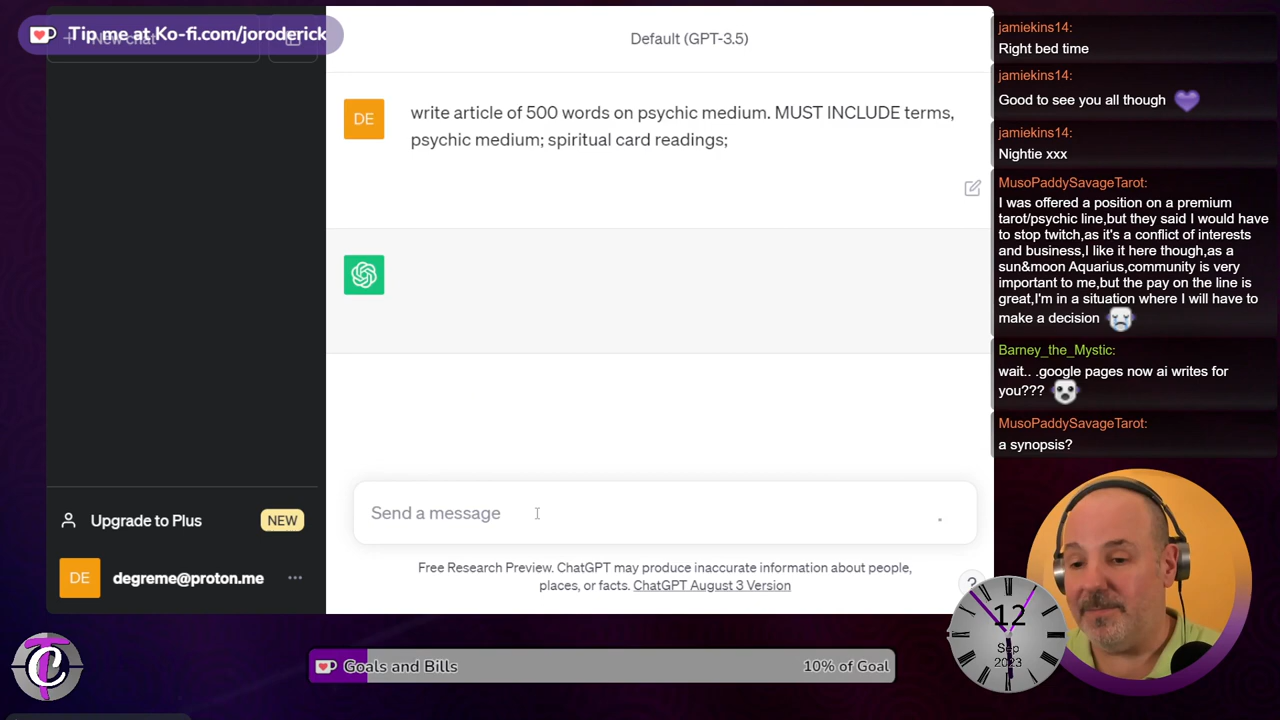 Tip me at Ko-fi.com/joroderick
New chat
Default (GPT-3.5)
DE
write article of 500 words on psychic medium. MUST INCLUDE terms,
psychic medium; spiritual card readings;
Send a message
Free Research Preview. ChatGPT may produce inaccurate information about people,
places, or facts. ChatGPT August 3 Version
?
Upgrade to Plus
NEW
DE
degreme@proton.me
jamiekins14:
Right bed time
jamiekins14:
Good to see you all though
jamiekins14:
Nightie xxx
MusoPaddySavageTarot:
I was offered a position on a premium
tarot/psychic line,but they said I would have
to stop twitch,as it's a conflict of interests
and business,I like it here though,as a
sun&moon Aquarius,community is very
important to me,but the pay on the line is
great,I'm in a situation where I will have to
make a decision
Barney_the_Mystic:
wait.. .google pages now ai writes for
you???
MusoPaddySavageTarot:
a synopsis?
12
Sep
2023
TC
Goals and Bills
10% of Goal